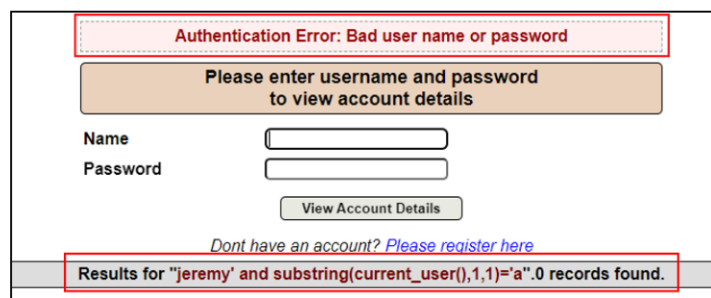 Authentication Error: Bad user name or password
Please enter username and password
to view account details
Name
Password
View Account Details
Dont have an account? Please register here
Results for "jeremy' and substring(current_user(),1,1)='a".0 records found.